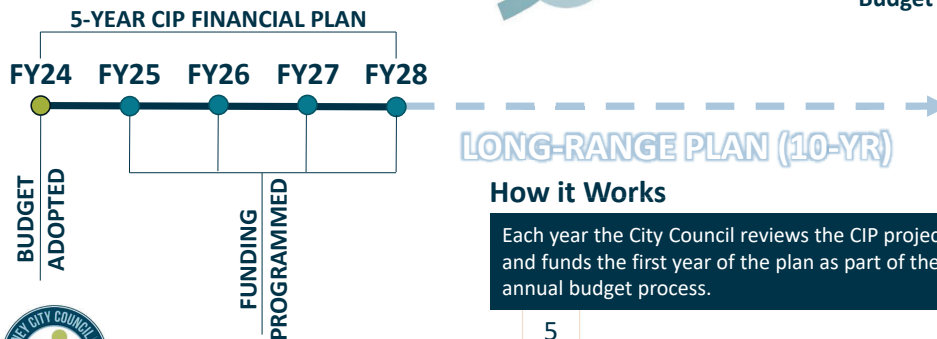 Budget
5-YEAR CIP FINANCIAL PLAN
FY24 FY25 FY26 FY27 FY28
LONG-RANGE PLAN (10-YR)
BUDGET
ADOPTED
FUNDING
PROGRAMMED
How it Works
Each year the City Council reviews the CIP projec
and funds the first year of the plan as part of the
annual budget process.
5
NEY CITY COUNCIL